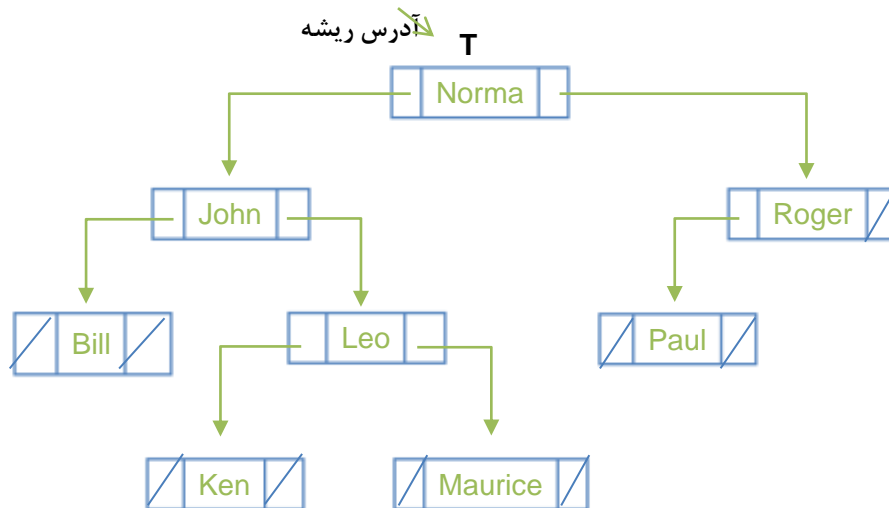 آدرس ریشه
T
Norma
John
Roger
Bill
Leo
Paul
Ken
Maurice